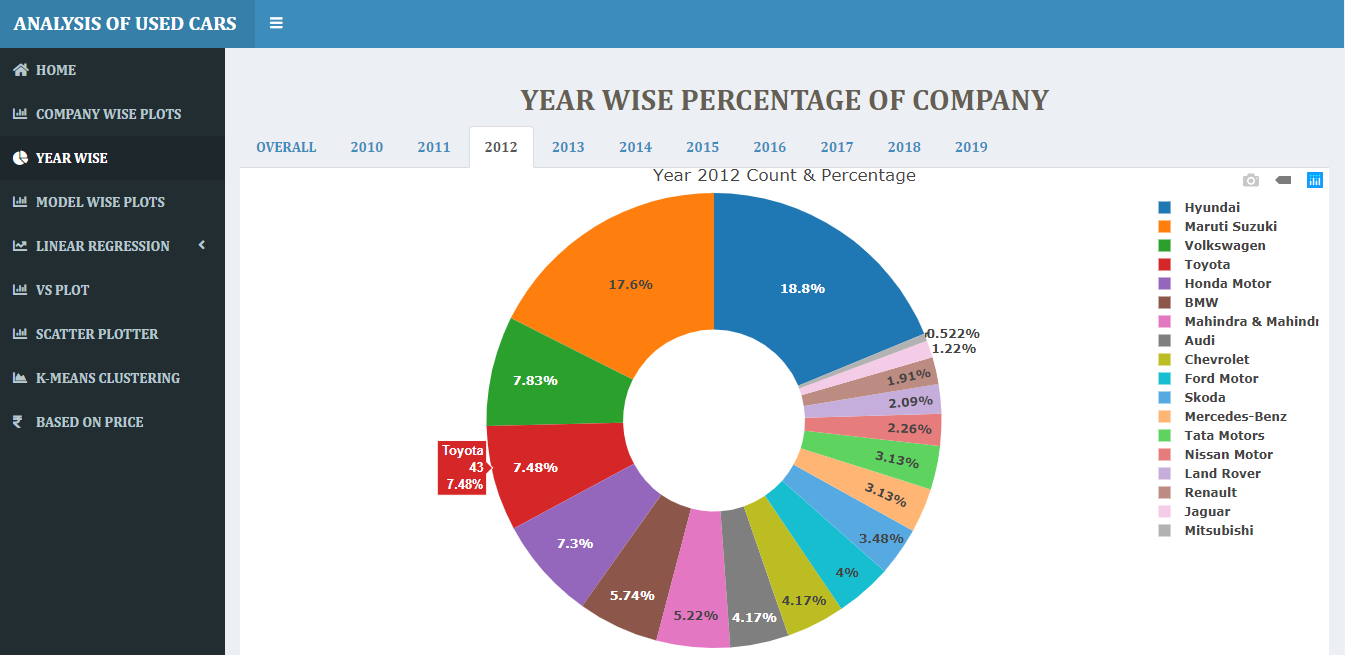 ANALYSIS OF USED CARS
HOME
COMPANY WISE PLOTS
YEAR WISE
MODEL WISE PLOTS
LINEAR REGRESSION
VS PLOT
SCATTER PLOTTER
K-MEANS CLUSTERING
BASED ON PRICE
YEAR WISE PERCENTAGE OF COMPANY
OVERALL 2010 2011 2012 2013 2014 2015 2016 2017 2018 2019
Year 2012 Count & Percentage
18.8%
0.522%
1.22%
1.91%
2.09%
2.26%
3.13%
3.13%
3.48%
4%
4.17%
4.17%
5.22%
5.74%
7.3%
7.48%
7.83%
17.6%
Toyota
43
7.48%
Hyundai
Maruti Suzuki
Volkswagen
Toyota
Honda Motor
BMW
Mahindra & Mahindr
Audi
Chevrolet
Ford Motor
Skoda
Mercedes-Benz
Tata Motors
Nissan Motor
Land Rover
Renault
Jaguar
Mitsubishi